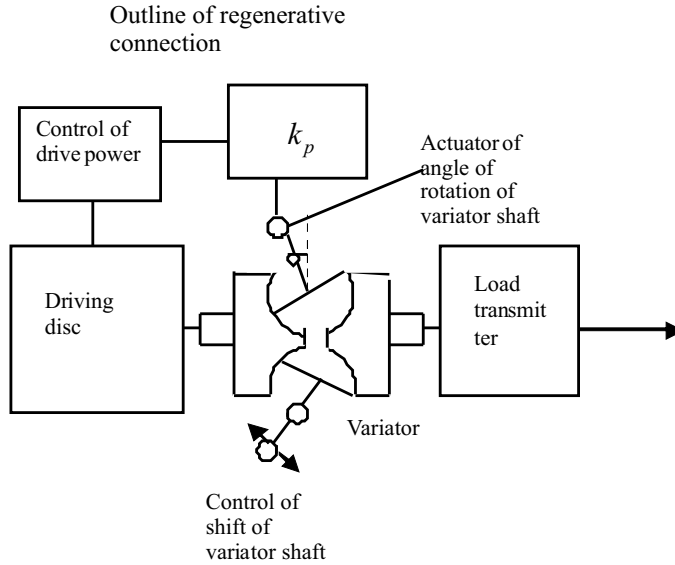 Outline of regenerative
connection
Control of
drive power
k_p
Actuator of
angle of
rotation of
variator shaft
Driving
disc
Load
transmit
ter
Variator
Control of
shift of
variator shaft